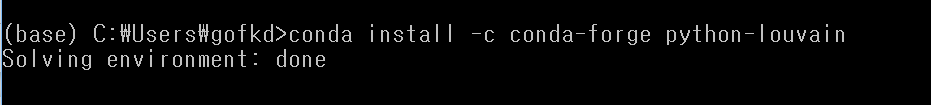 (base) C:₩Users₩gofkd>conda install -c conda-forge python-louvain
Solving environment: done